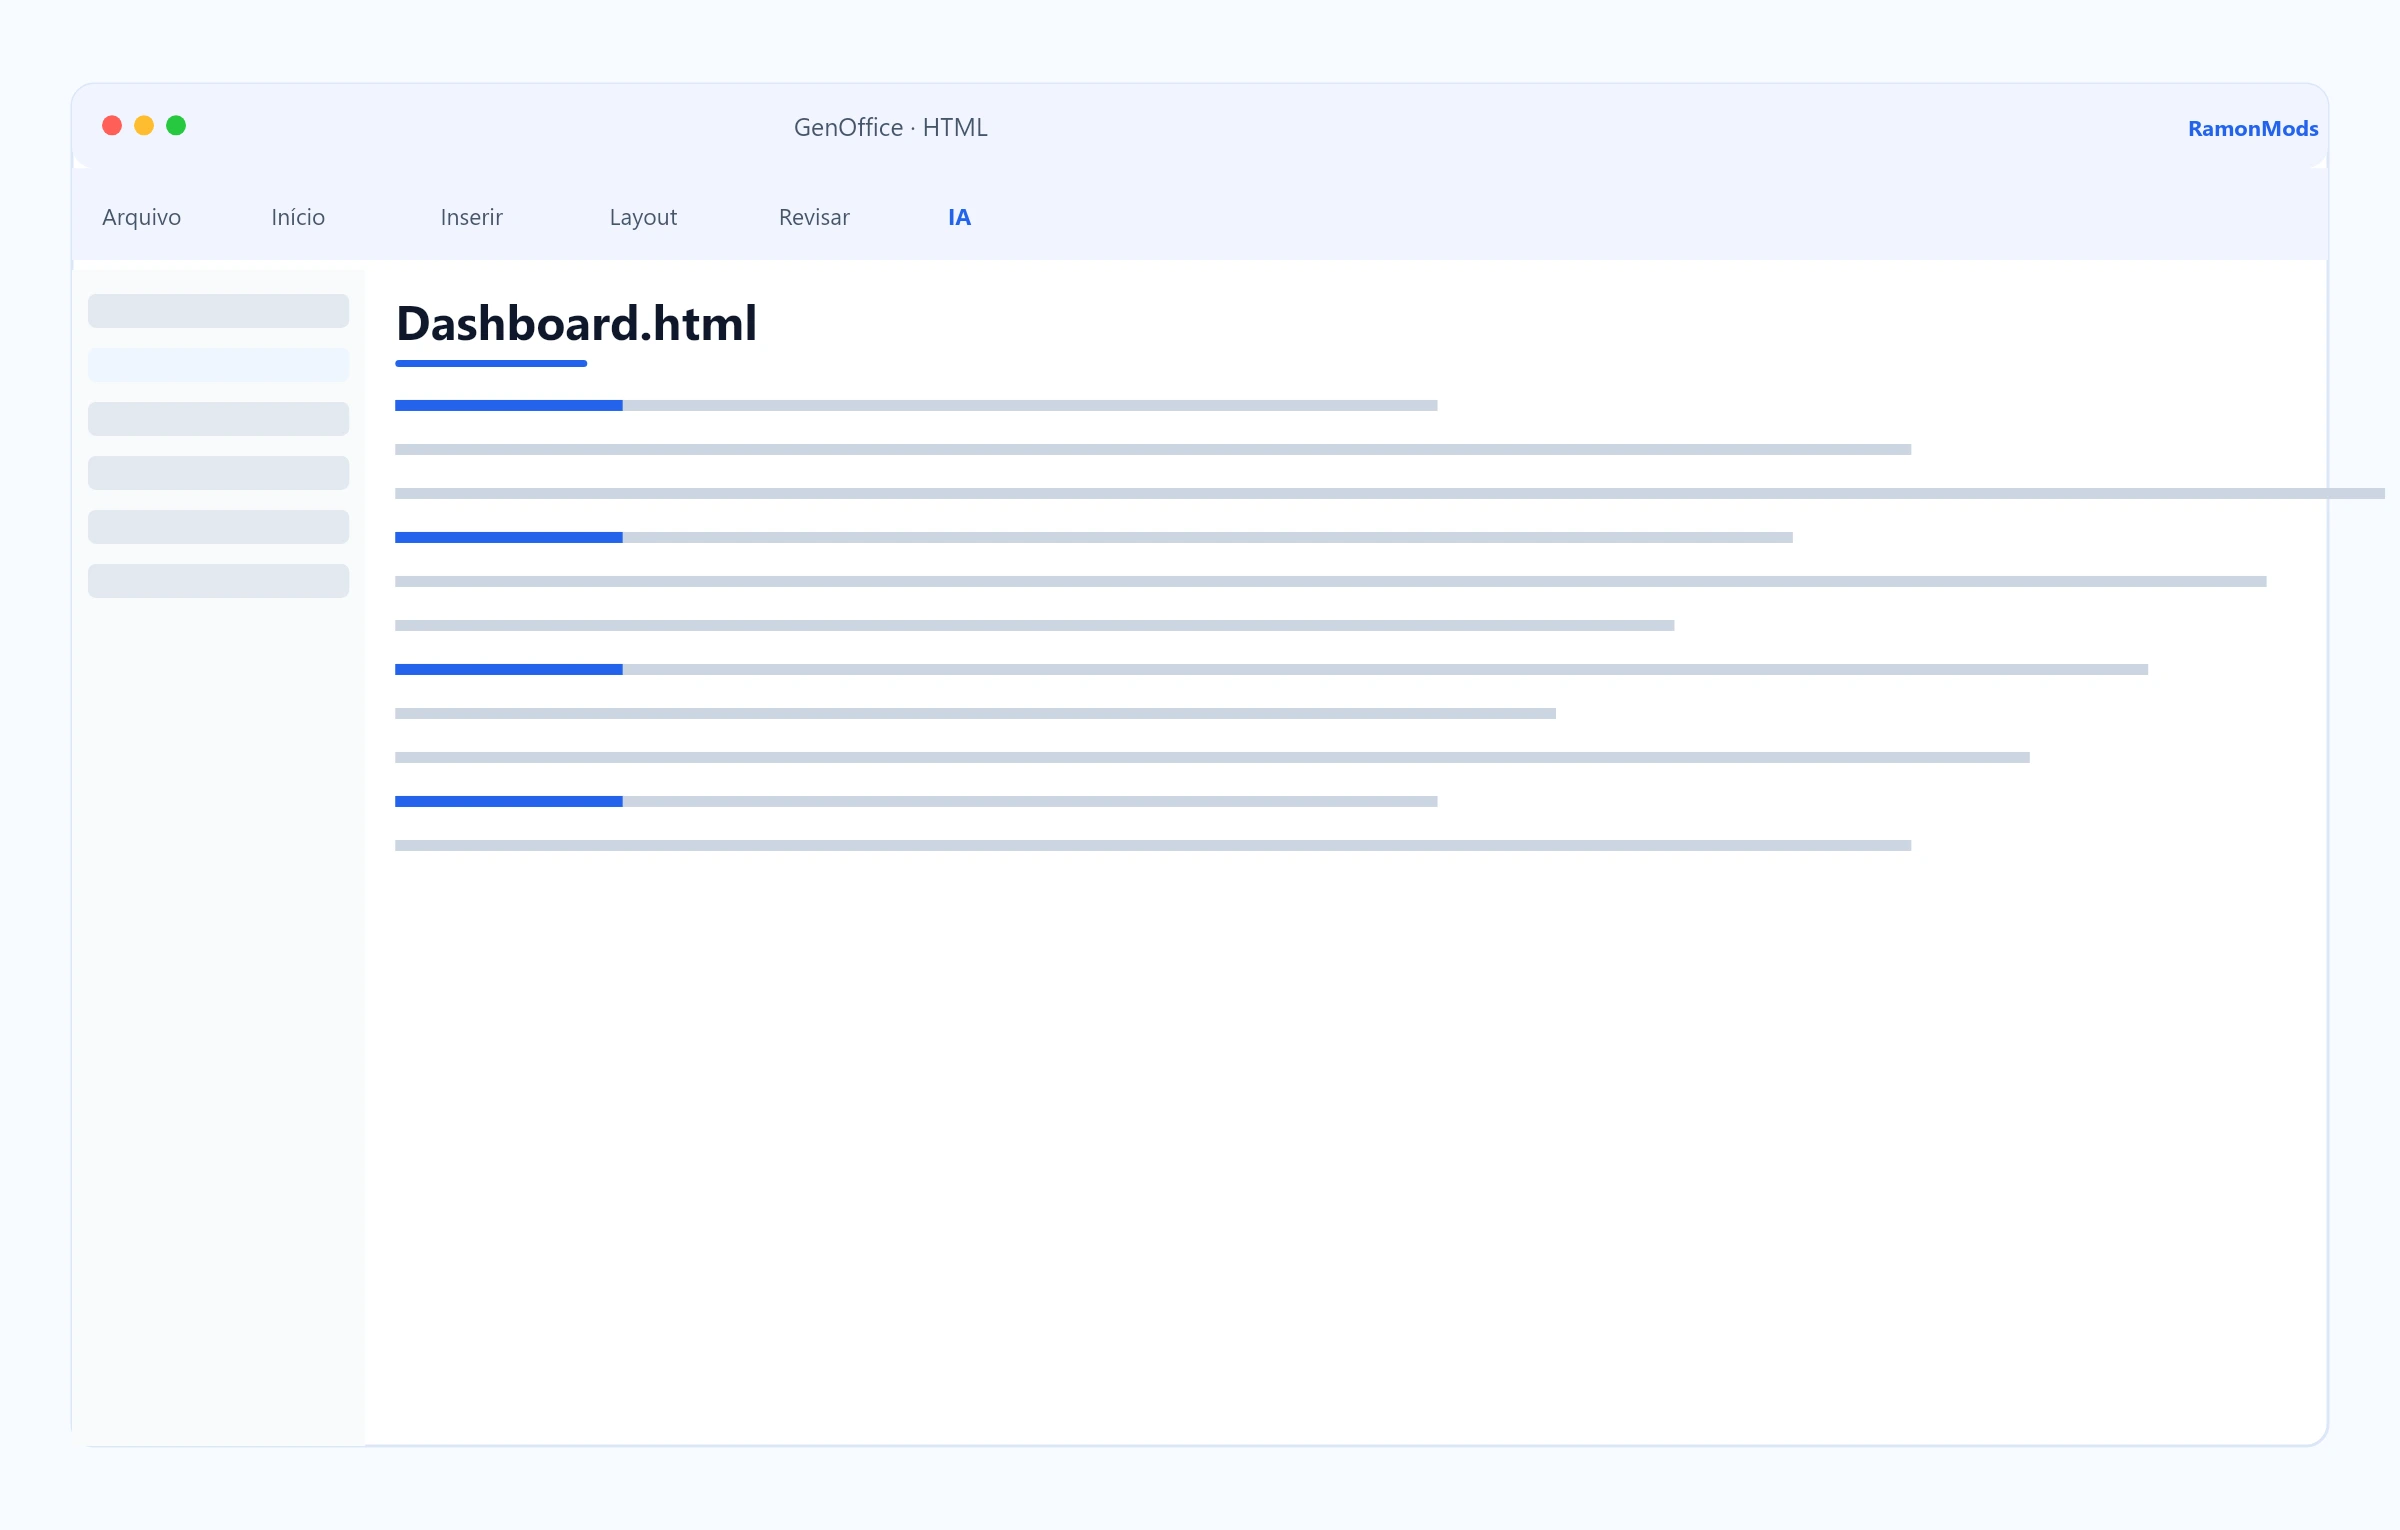 GenOffice · HTML
RamonMods
Arquivo Início Inserir Layout Revisar IA
Dashboard.html